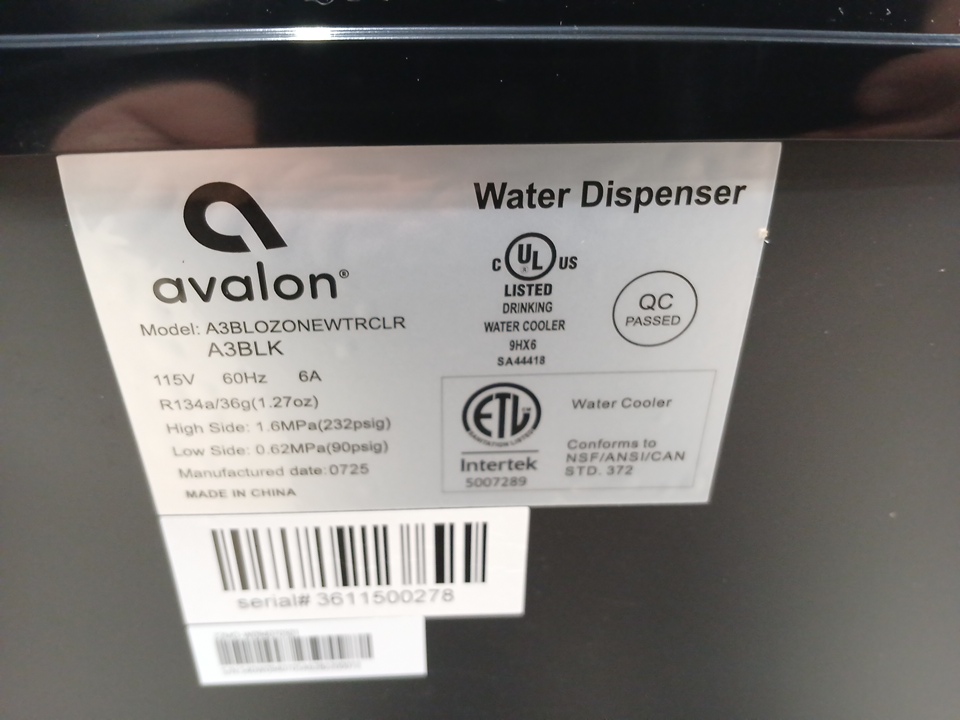 avalon®
Model: A3BLOZONEWTRCLR
A3BLK
115V 60Hz 6A
R134a/36g(1.27oz)
High Side: 1.6MPa(232psig)
Low Side: 0.62MPa(90psig)
Manufactured date:0725
MADE IN CHINA
Water Dispenser
C UL US
®
LISTED
DRINKING
WATER COOLER
9HX6
SA44418
QC
PASSED
ETL
SANITATION LISTED
Intertek
5007289
Water Cooler
Conforms to
NSF/ANSI/CAN
STD. 372
serial# 3611500278